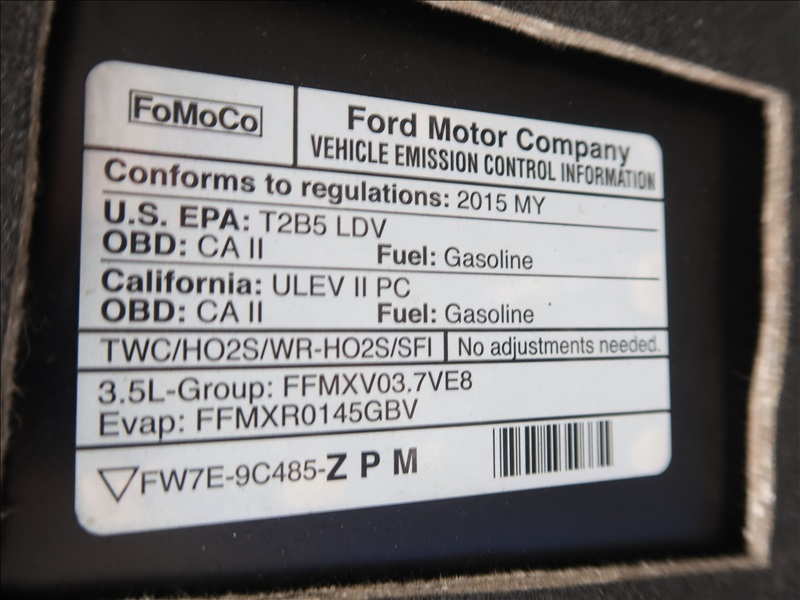 FoMoCo
Ford Motor Company
VEHICLE EMISSION CONTROL INFORMATION
Conforms to regulations: 2015 MY
U.S. EPA: T2B5 LDV
OBD: CA II Fuel: Gasoline
California: ULEV II PC
OBD: CA II Fuel: Gasoline
TWC/HO2S/WR-HO2S/SFI No adjustments needed.
3.5L-Group: FFMXV03.7VE8
Evap: FFMXR0145GBV
FW7E-9C485-Z P M